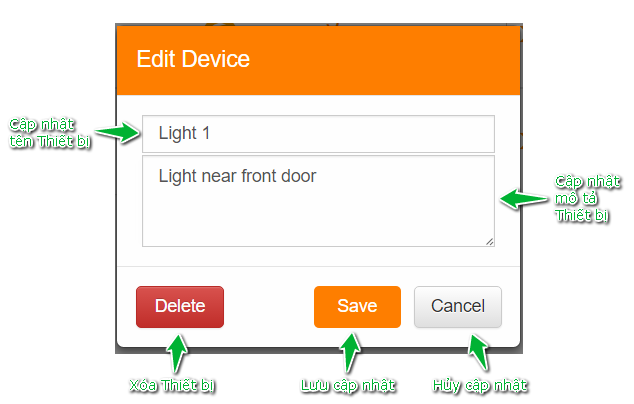 Edit Device
Cập nhật
tên Thiết bị
Light 1
Light near front door
Cập nhật
mô tả
Thiết bị
Delete
Save
Cancel
Xóa Thiết bị
Lưu cập nhật
Hủy cập nhật